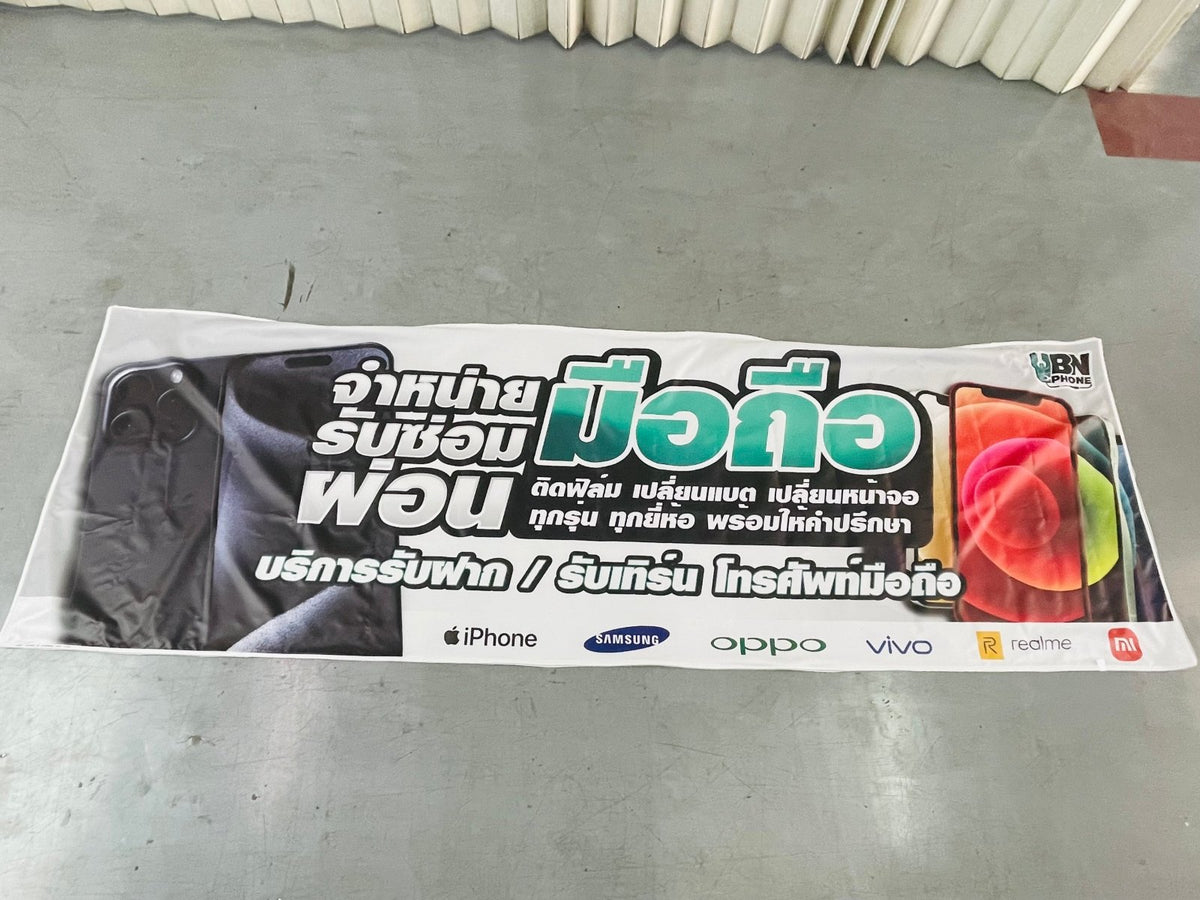 UBN
PHONE
จำหน่าย
รับซ่อม
ผ่อน
มือถือ
ติดฟิล์ม เปลี่ยนแบต เปลี่ยนหน้าจอ
ทุกรุ่น ทุกยี่ห้อ พร้อมให้คำปรึกษา
บริการรับฝาก / รับเทิร์น โทรศัพท์มือถือ
iPhone SAMSUNG oppo vivo R realme mi